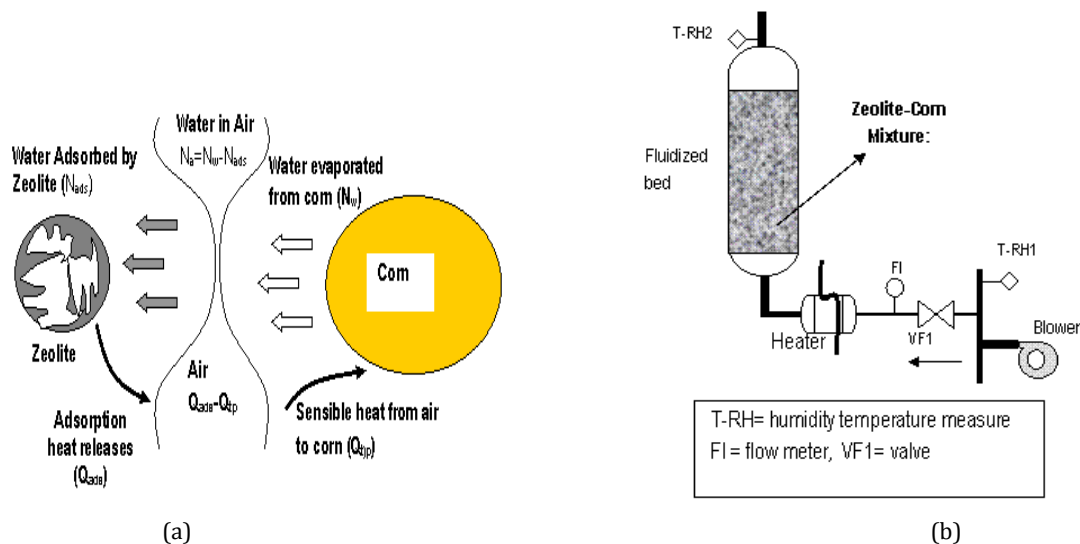 Water in Air
Nₐ=N𝓌-Nₐds
Water Adsorbed by
Zeolite (Nₐds)
Water evaporated
from corn (N𝓌)
Corn
Zeolite
Air
Qads-Qtp
Adsorption
heat releases
(Qads)
Sensible heat from air
to corn (Qtp)
(a)
T-RH2
Zeolite-Corn
Mixture:
Fluidized
bed
T-RH1
FI
VF1
Blower
Heater
T-RH= humidity temperature measure
FI = flow meter, VF1= valve
(b)